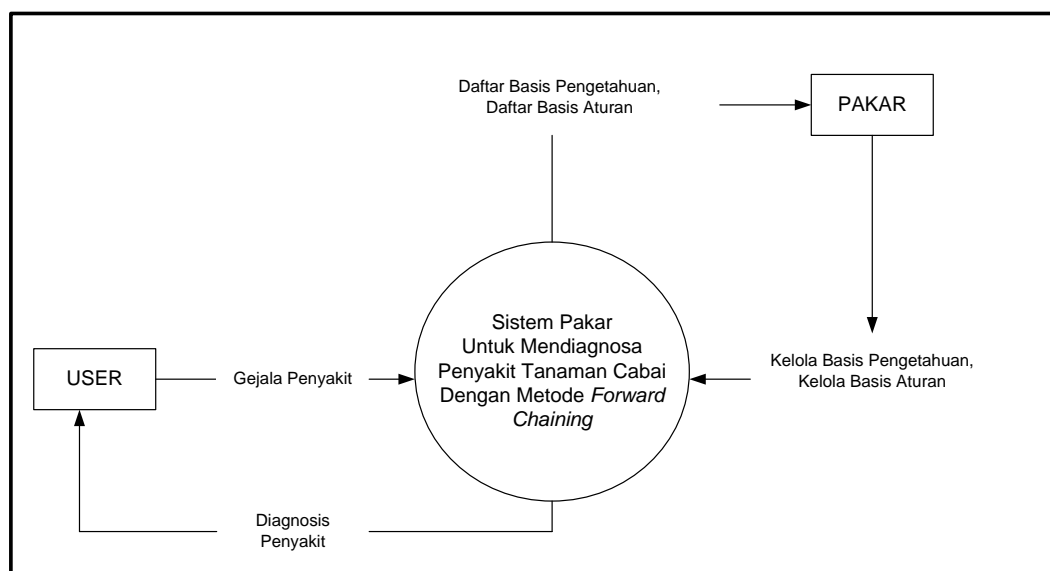 Daftar Basis Pengetahuan,
Daftar Basis Aturan
PAKAR
Sistem Pakar
Untuk Mendiagnosa
Penyakit Tanaman Cabai
Dengan Metode Forward
Chaining
USER
Gejala Penyakit
Kelola Basis Pengetahuan,
Kelola Basis Aturan
Diagnosis
Penyakit